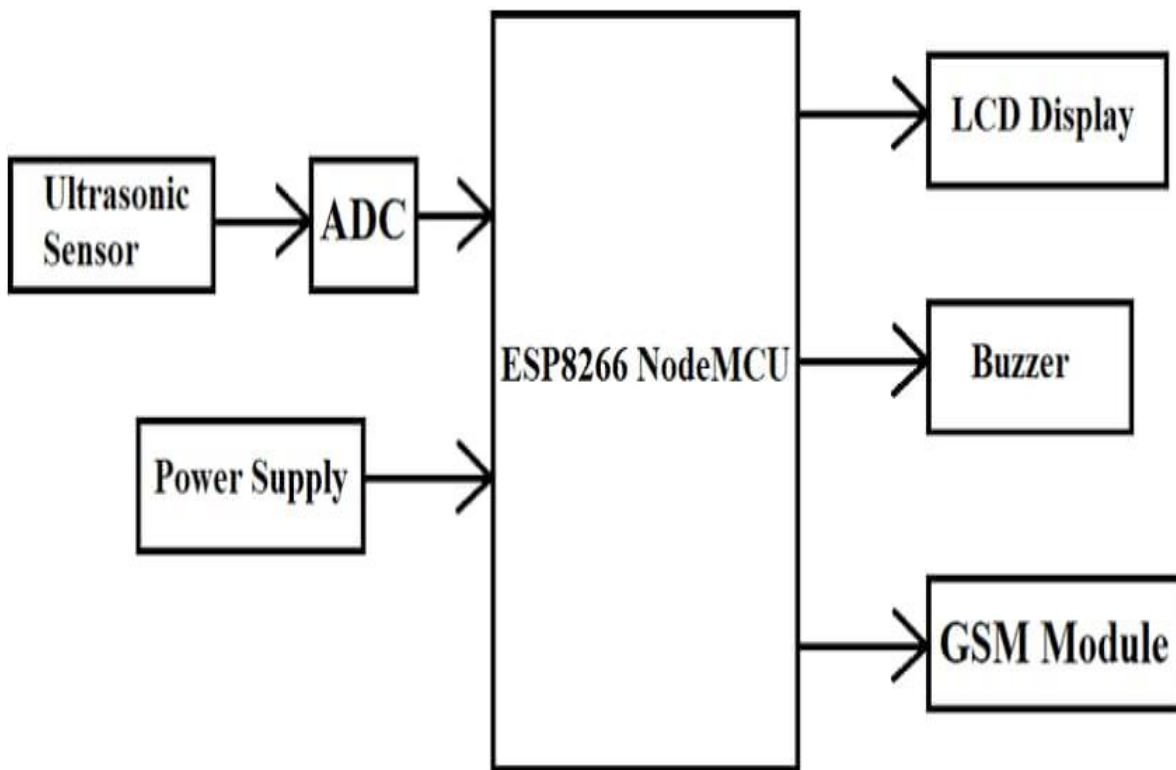 Ultrasonic
Sensor
ADC
Power Supply
ESP8266 NodeMCU
LCD Display
Buzzer
GSM Module